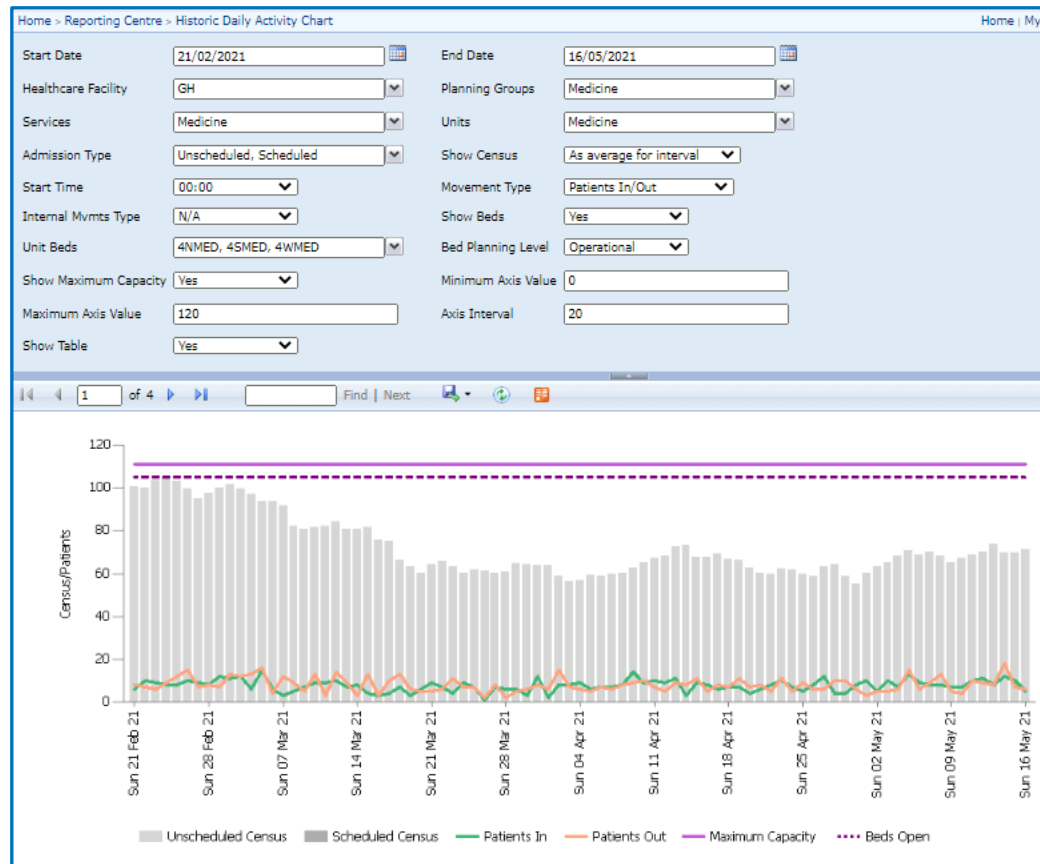 Home > Reporting Centre > Historic Daily Activity Chart Home | My
Start Date 21/02/2021 End Date 16/05/2021
Healthcare Facility GH Planning Groups Medicine
Services Medicine Units Medicine
Admission Type Unscheduled, Scheduled Show Census As average for interval
Start Time 00:00 Movement Type Patients In/Out
Internal Mvmts Type N/A Show Beds Yes
Unit Beds 4NMED, 4SMED, 4WMED Bed Planning Level Operational
Show Maximum Capacity Yes Minimum Axis Value 0
Maximum Axis Value 120 Axis Interval 20
Show Table Yes
1 of 4 Find | Next
120
100
80
60
40
20
0
Census/Patients
Sun 21 Feb 21
Sun 28 Feb 21
Sun 07 Mar 21
Sun 14 Mar 21
Sun 21 Mar 21
Sun 28 Mar 21
Sun 04 Apr 21
Sun 11 Apr 21
Sun 18 Apr 21
Sun 25 Apr 21
Sun 02 May 21
Sun 09 May 21
Sun 16 May 21
Unscheduled Census Scheduled Census Patients In Patients Out Maximum Capacity Beds Open